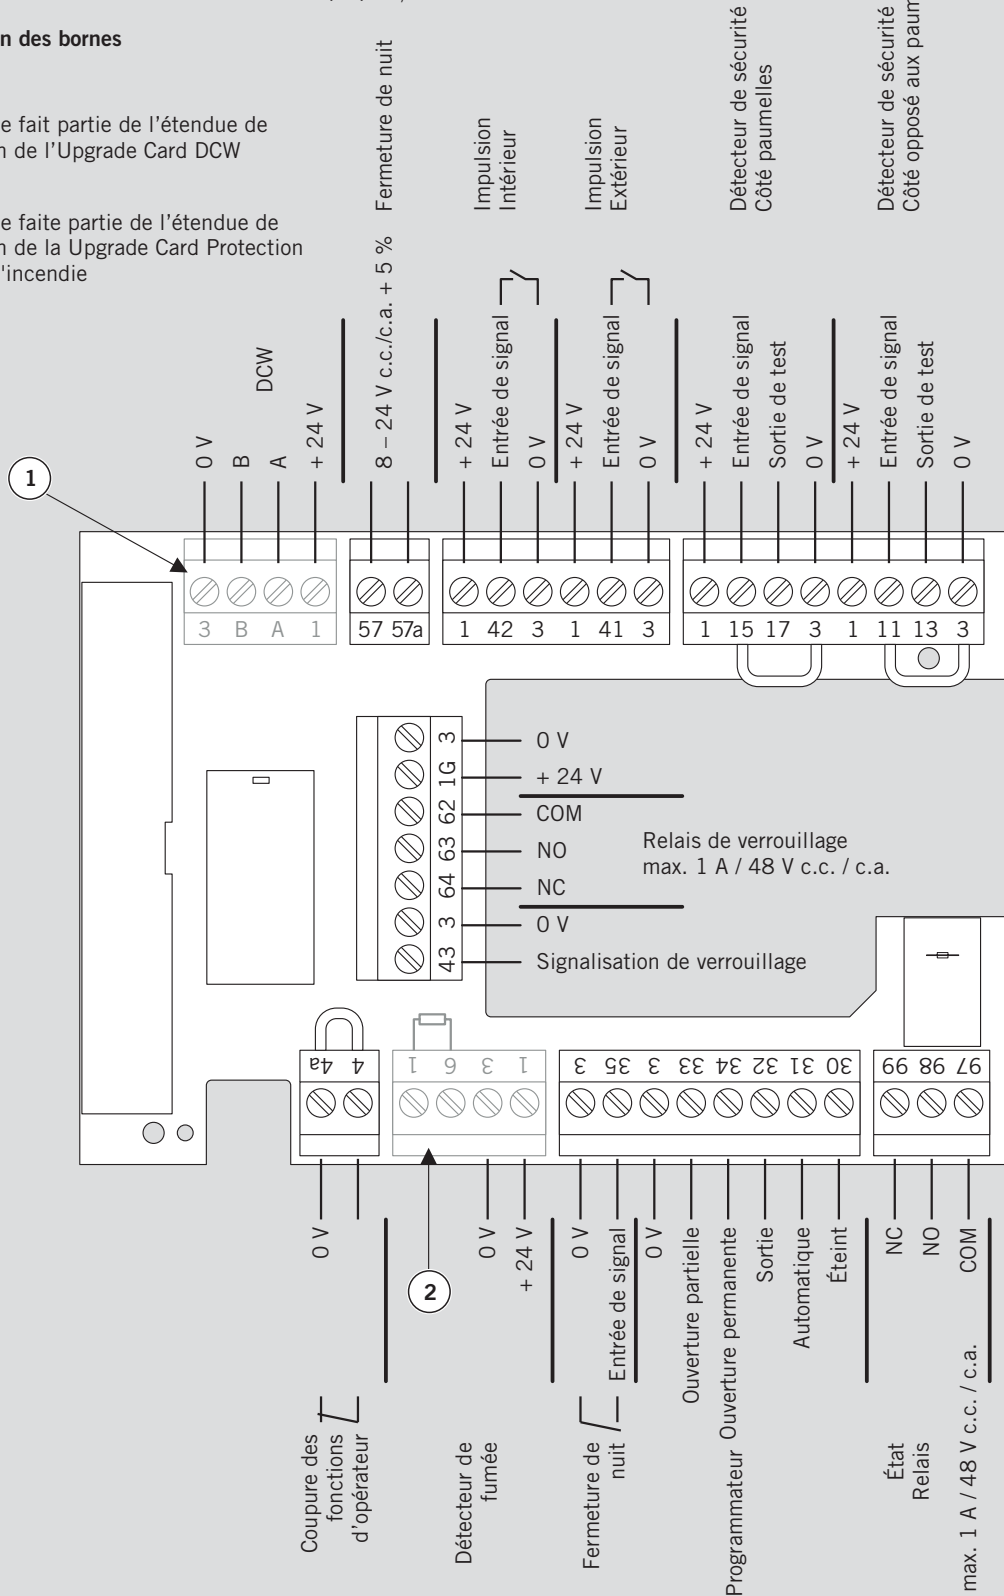 n des bornes
e fait partie de l'étendue de
n de l'Upgrade Card DCW
e faite partie de l'étendue de
n de la Upgrade Card Protection
'incendie
Fermeture de nuit
8 – 24 V c.c./c.a. + 5 %
Impulsion
Intérieur
Impulsion
Extérieur
Détecteur de sécurité
Côté paumelles
Détecteur de sécurité
Côté opposé aux paum
DCW
0 V
B
A
+ 24 V
+ 24 V
Entrée de signal
0 V
+ 24 V
Entrée de signal
0 V
+ 24 V
Entrée de signal
Sortie de test
0 V
+ 24 V
Entrée de signal
Sortie de test
0 V
1
3 B A 1
57 57a
1 42 3 1 41 3
1 15 17 3 1 11 13 3
3 0 V
1G + 24 V
62 COM
63 NO
64 NC
3 0 V
43 Signalisation de verrouillage
Relais de verrouillage
max. 1 A / 48 V c.c. / c.a.
4a 4
1 6 3 1
3 35 3 33 34 32 31 30
99 98 97
2
0 V
0 V
+ 24 V
0 V
Entrée de signal
0 V
Ouverture partielle
Ouverture permanente
Sortie
Automatique
Éteint
NC
NO
COM
Coupure des
fonctions
d'opérateur
Détecteur de
fumée
Fermeture de
nuit
Programmateur
État
Relais
max. 1 A / 48 V c.c. / c.a.